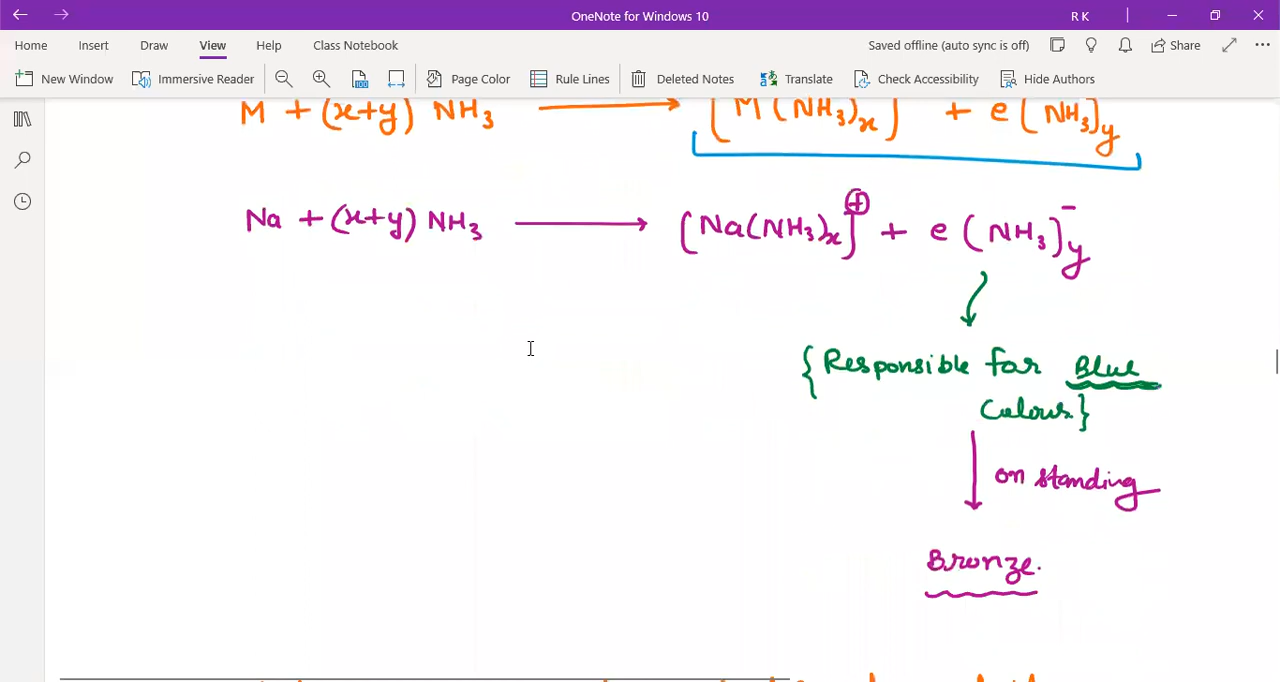 OneNote for Windows 10
R K
Home Insert Draw View Help Class Notebook
Saved offline (auto sync is off) Share
New Window Immersive Reader Page Color Rule Lines Deleted Notes Translate Check Accessibility Hide Authors
M + (x+y) NH3 → [M(NH3)x] + e[NH3]y
Na + (x+y) NH3 → [Na(NH3)x]⊕ + e(NH3]y-
{Responsible for Blue
Colour}
on standing
Bronze.